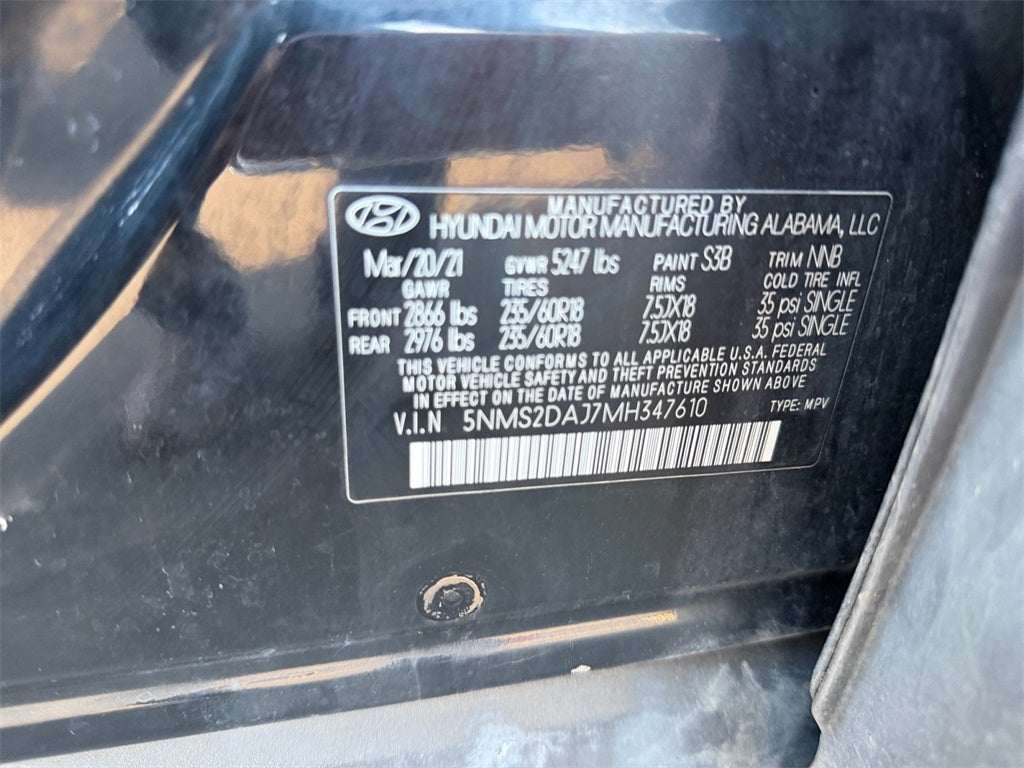 MANUFACTURED BY
HYUNDAI MOTOR MANUFACTURING ALABAMA, LLC
Mar/20/21 GVWR 5247 lbs PAINT S3B TRIM NNB
GAWR TIRES RIMS COLD TIRE INFL
FRONT 2866 lbs 235/60R18 7.5JX18 35 psi SINGLE
REAR 2976 lbs 235/60R18 7.5JX18 35 psi SINGLE
THIS VEHICLE CONFORMS TO ALL APPLICABLE U.S.A. FEDERAL
MOTOR VEHICLE SAFETY AND THEFT PREVENTION STANDARDS
IN EFFECT ON THE DATE OF MANUFACTURE SHOWN ABOVE
V.I.N 5NMS2DAJ7MH347610 TYPE: MPV